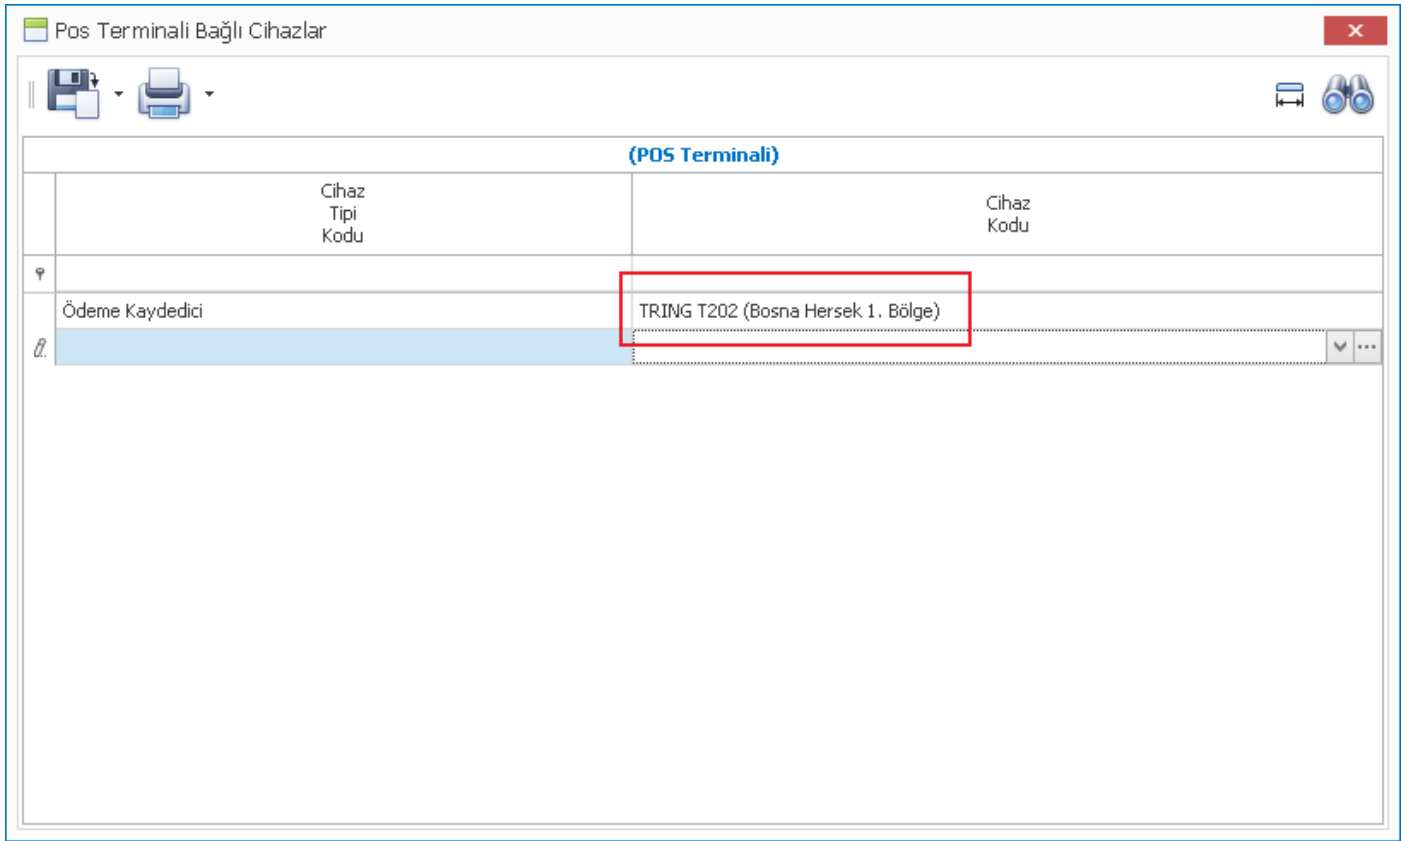 Pos Terminali Bağlı Cihazlar
(POS Terminali)
Cihaz
Tipi
Kodu
Cihaz
Kodu
Ödeme Kaydedici
TRING T202 (Bosna Hersek 1. Bölge)